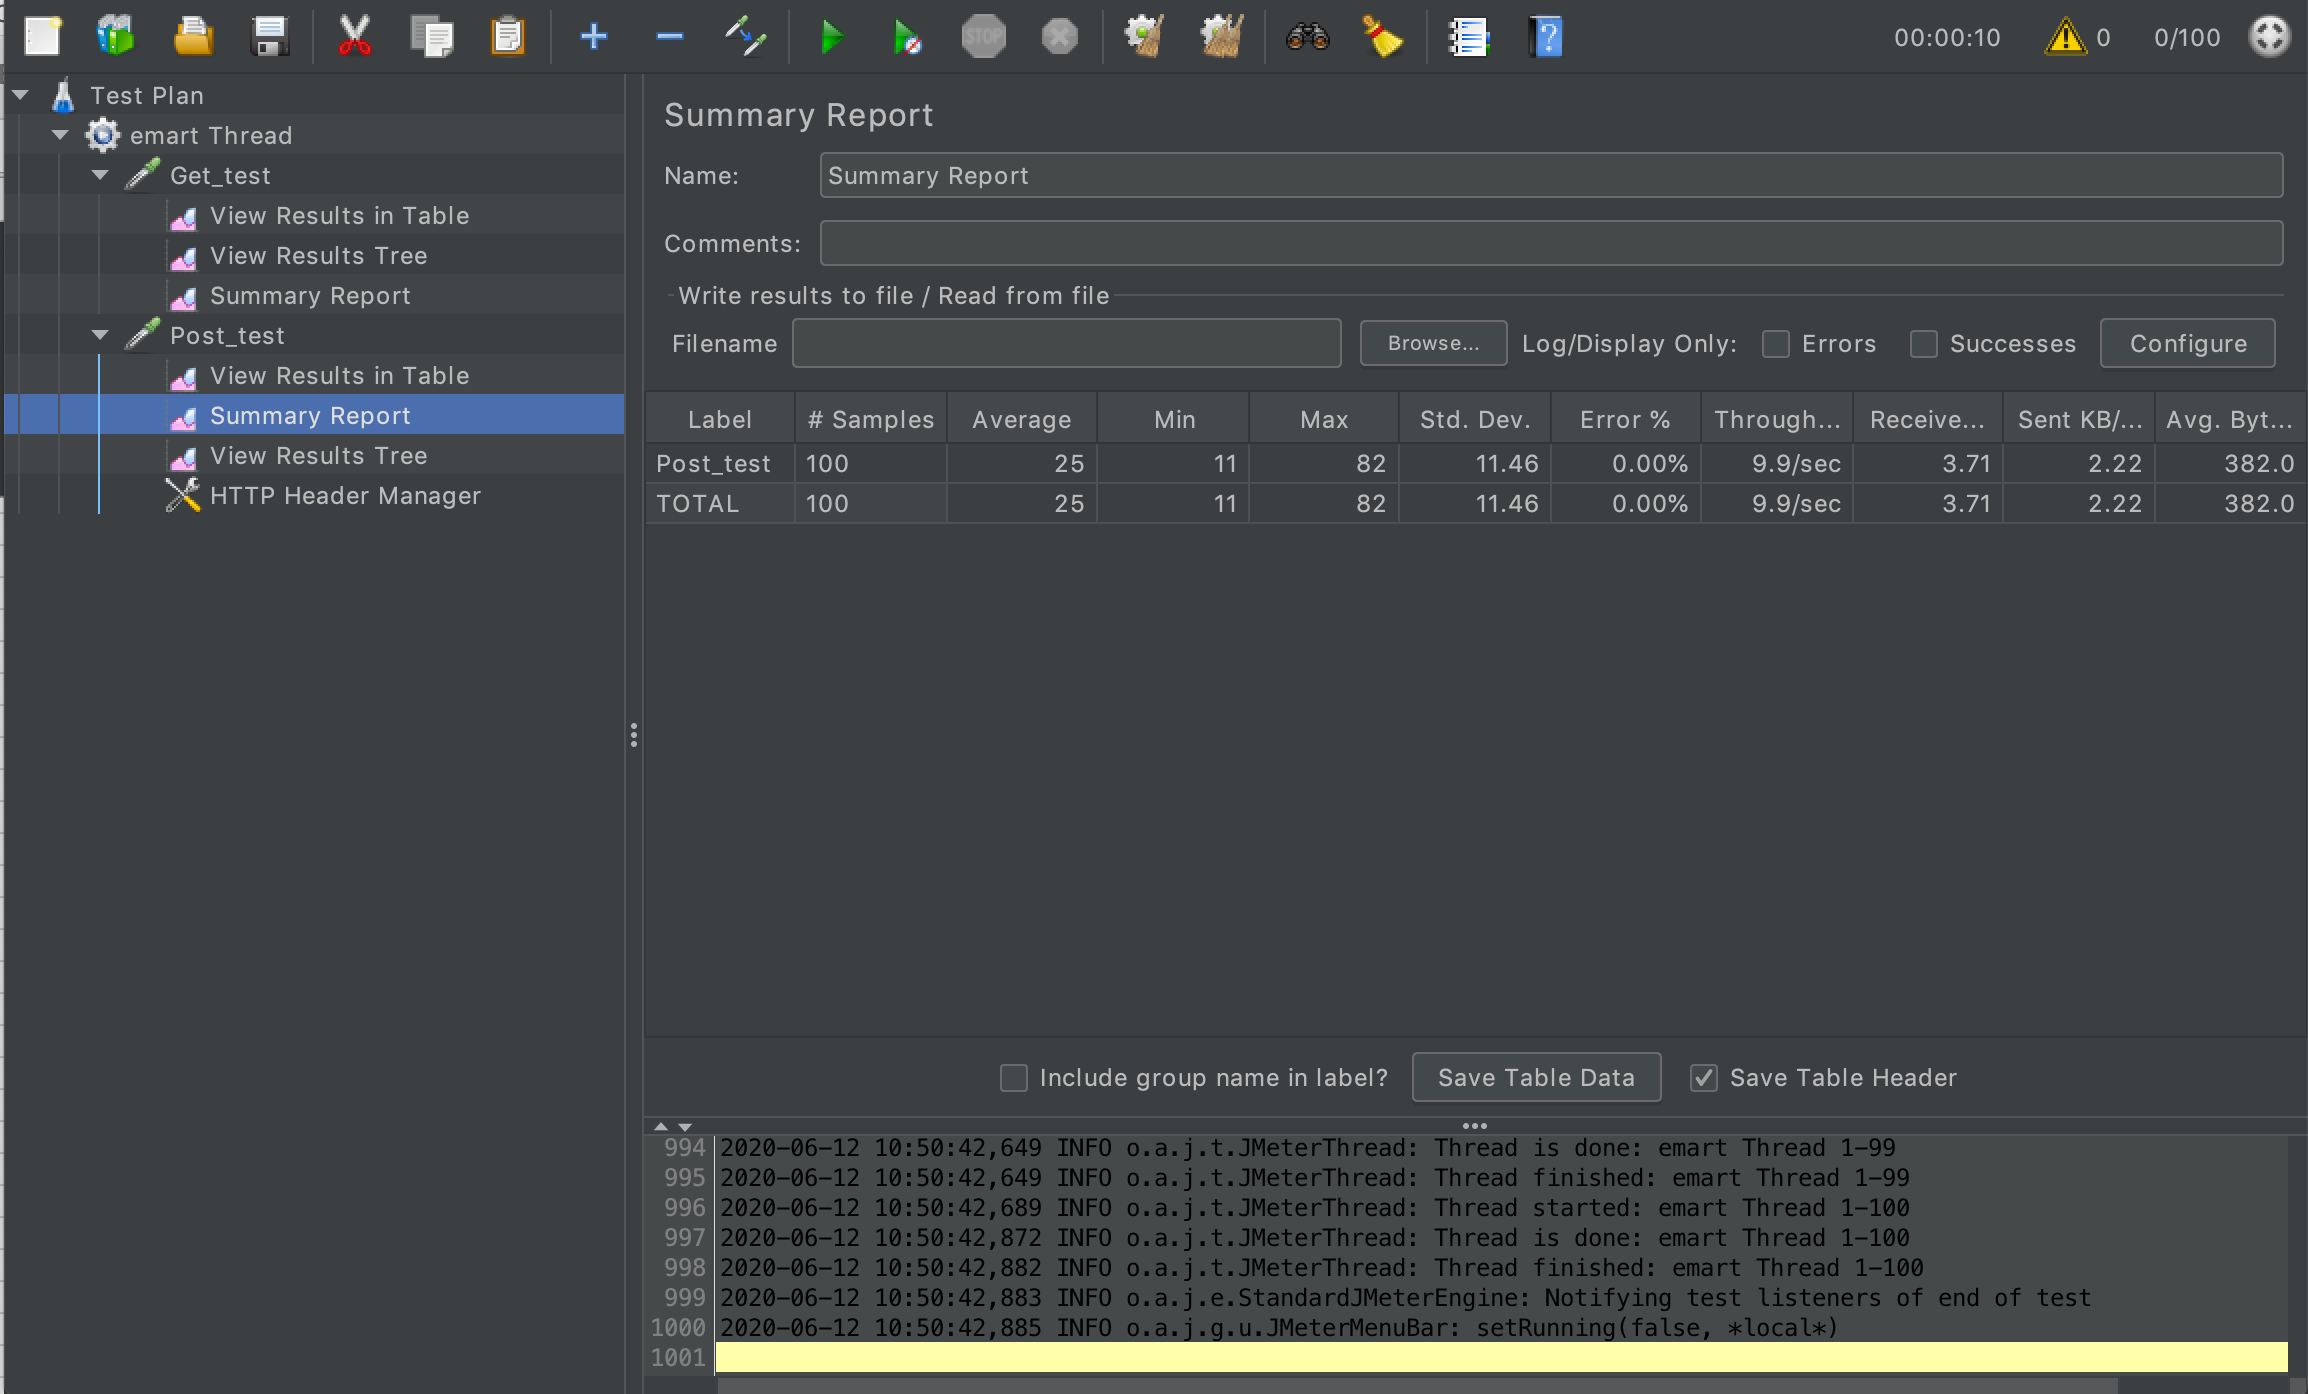 STOP
00:00:10 0 0/100
Test Plan
emart Thread
Get_test
View Results in Table
View Results Tree
Summary Report
Post_test
View Results in Table
Summary Report
View Results Tree
HTTP Header Manager
Summary Report
Name: Summary Report
Comments:
Write results to file / Read from file
Filename Browse... Log/Display Only: Errors Successes Configure
Label # Samples Average Min Max Std. Dev. Error % Through... Receive... Sent KB/... Avg. Byt...
Post_test 100 25 11 82 11.46 0.00% 9.9/sec 3.71 2.22 382.0
TOTAL 100 25 11 82 11.46 0.00% 9.9/sec 3.71 2.22 382.0
Include group name in label? Save Table Data Save Table Header
994 2020-06-12 10:50:42,649 INFO o.a.j.t.JMeterThread: Thread is done: emart Thread 1-99
995 2020-06-12 10:50:42,649 INFO o.a.j.t.JMeterThread: Thread finished: emart Thread 1-99
996 2020-06-12 10:50:42,689 INFO o.a.j.t.JMeterThread: Thread started: emart Thread 1-100
997 2020-06-12 10:50:42,872 INFO o.a.j.t.JMeterThread: Thread is done: emart Thread 1-100
998 2020-06-12 10:50:42,882 INFO o.a.j.t.JMeterThread: Thread finished: emart Thread 1-100
999 2020-06-12 10:50:42,883 INFO o.a.j.e.StandardJMeterEngine: Notifying test listeners of end of test
1000 2020-06-12 10:50:42,885 INFO o.a.j.g.u.JMeterMenuBar: setRunning(false, *local*)
1001